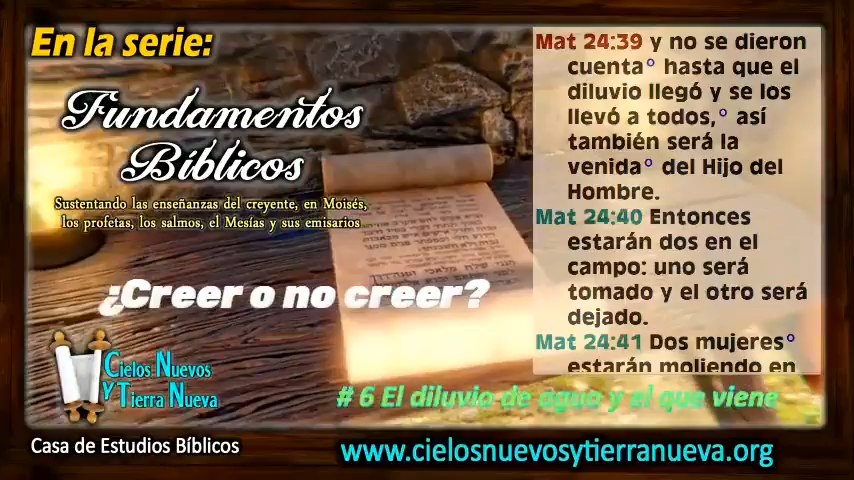 En la serie:
Fundamentos
Bíblicos
Sustentando las enseñanzas del creyente, en Moisés,
los profetas, los salmos, el Mesías y sus emisarios
¿Creer o no creer?
Mat 24:39 y no se dieron
cuenta° hasta que el
diluvio llegó y se los
llevó a todos,° así
también será la
venida° del Hijo del
Hombre.
Mat 24:40 Entonces
estarán dos en el
campo: uno será
tomado y el otro será
dejado.
Mat 24:41 Dos mujeres°
estarán moliendo en
Cielos Nuevos
Y Tierra Nueva
# 6 El diluvio de agua y el que viene
Casa de Estudios Bíblicos
www.cielosnuevosytierranueva.org